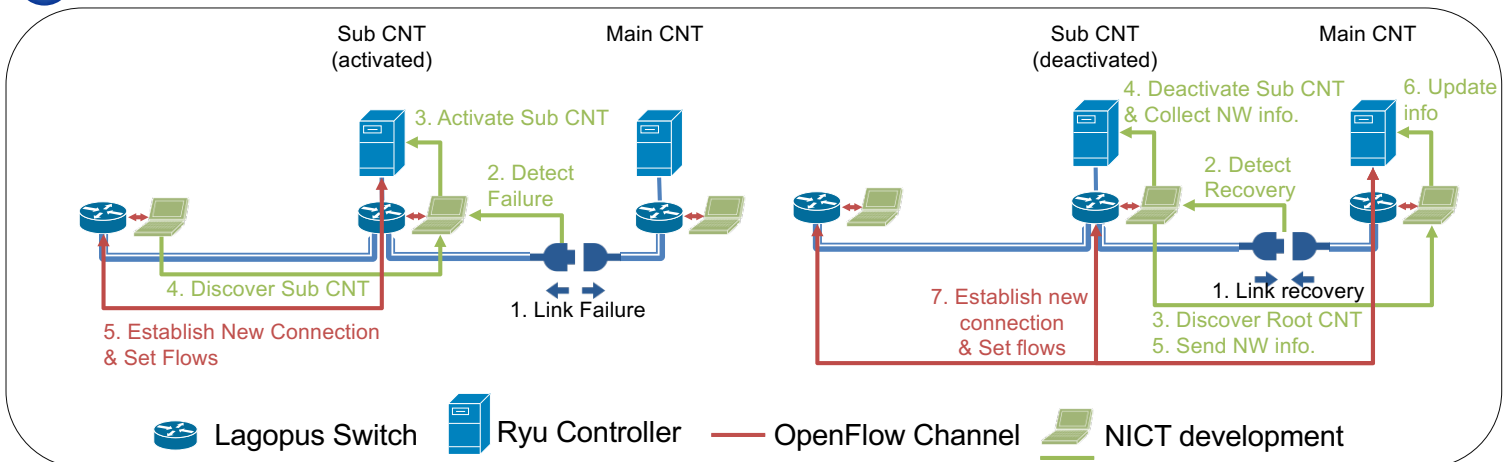 Sub CNT
(activated)
Main CNT
3. Activate Sub CNT
2. Detect
Failure
4. Discover Sub CNT
1. Link Failure
5. Establish New Connection
& Set Flows
Sub CNT
(deactivated)
Main CNT
4. Deactivate Sub CNT
& Collect NW info.
6. Update
info
2. Detect
Recovery
1. Link recovery
7. Establish new
connection
& Set flows
3. Discover Root CNT
5. Send NW info.
Lagopus Switch
Ryu Controller
OpenFlow Channel
NICT development